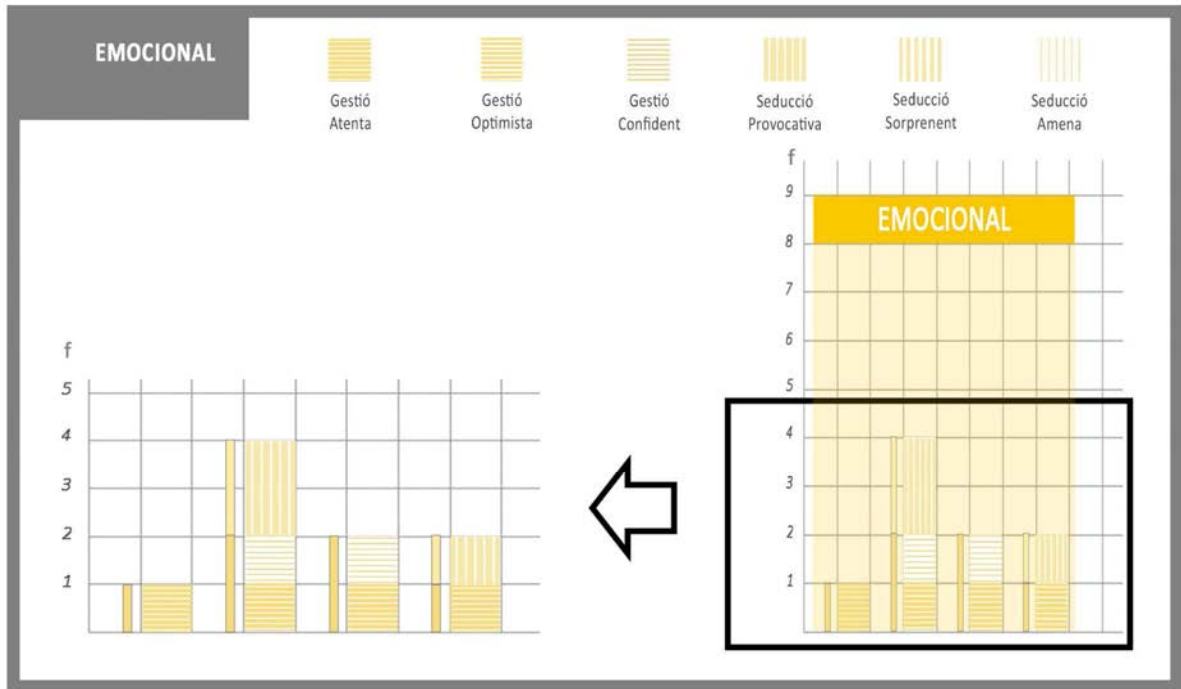 EMOCIONAL
Gestió
Atenta
Gestió
Optimista
Gestió
Confident
Seducció
Provocativa
Seducció
Sorprenent
Seducció
Amena
f
9
8
7
6
5
4
3
2
1
EMOCIONAL
f
5
4
3
2
1